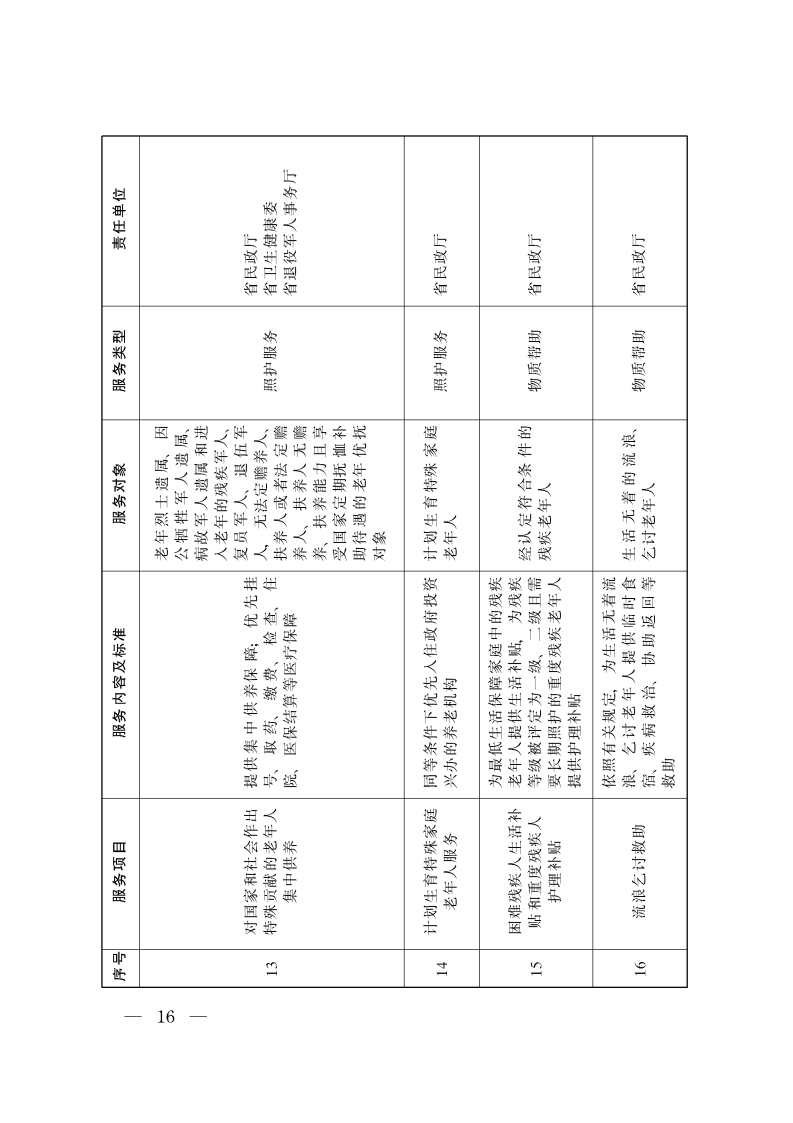 序号
服务项目
服务内容及标准
服务对象
服务类型
责任单位
13
对国家和社会作出
特殊贡献的老年人
集中供养
提供集中供养保障；优先挂
号、取药、缴费、检查、住
院、医保结算等医疗保障
老年烈士遗属、因
公牺牲军人遗属、
病故军人遗属和进
入老年的残疾军人、
复员军人、退伍军
人，无法定赡养人、
扶养人或者法定赡
养人、扶养人无赡
养、扶养能力且享
受国家定期抚恤补
助待遇的老年优抚
对象
照护服务
省民政厅
省卫生健康委
省退役军人事务厅
14
计划生育特殊家庭
老年人服务
同等条件下优先入住政府投资
兴办的养老机构
计划生育特殊家庭
老年人
照护服务
省民政厅
15
困难残疾人生活补
贴和重度残疾人
护理补贴
为最低生活保障家庭中的残疾
老年人提供生活补贴，为残疾
等级被评定为一级、二级且需
要长期照护的重度残疾老年人
提供护理补贴
经认定符合条件的
残疾老年人
物质帮助
省民政厅
16
流浪乞讨救助
依照有关规定，为生活无着流
浪、乞讨老年人提供临时食
宿、疾病救治、协助返回等
救助
生活无着的流浪、
乞讨老年人
物质帮助
省民政厅
— 16 —